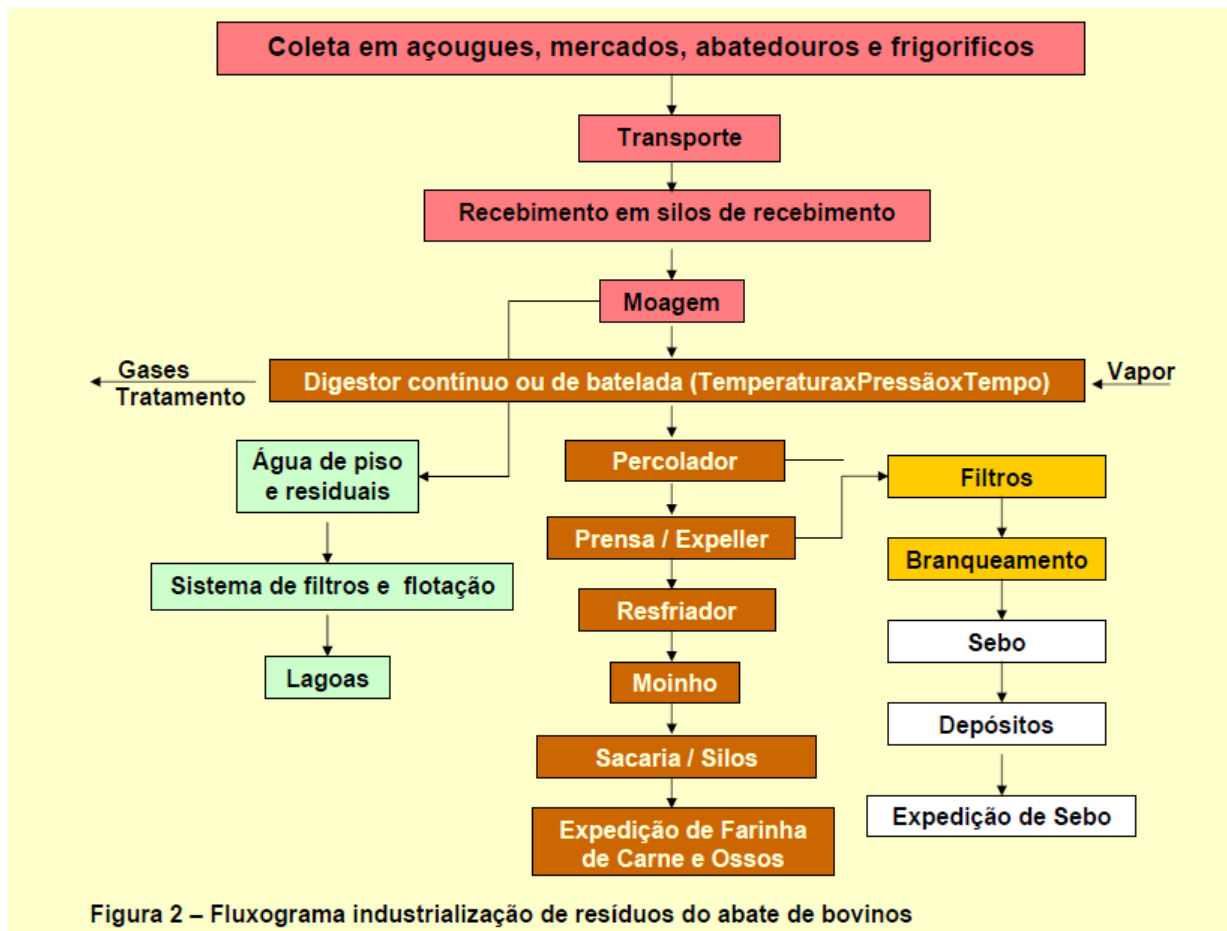 Coleta em açougues, mercados, abatedouros e frigorificos
Transporte
Recebimento em silos de recebimento
Moagem
Gases
Tratamento
Digestor contínuo ou de batelada (TemperaturaxPressãoxTempo)
Vapor
Água de piso
e residuais
Percolador
Filtros
Prensa / Expeller
Branqueamento
Sistema de filtros e flotação
Resfriador
Sebo
Lagoas
Moinho
Depósitos
Sacaria / Silos
Expedição de Sebo
Expedição de Farinha
de Carne e Ossos
Figura 2 – Fluxograma industrialização de resíduos do abate de bovinos